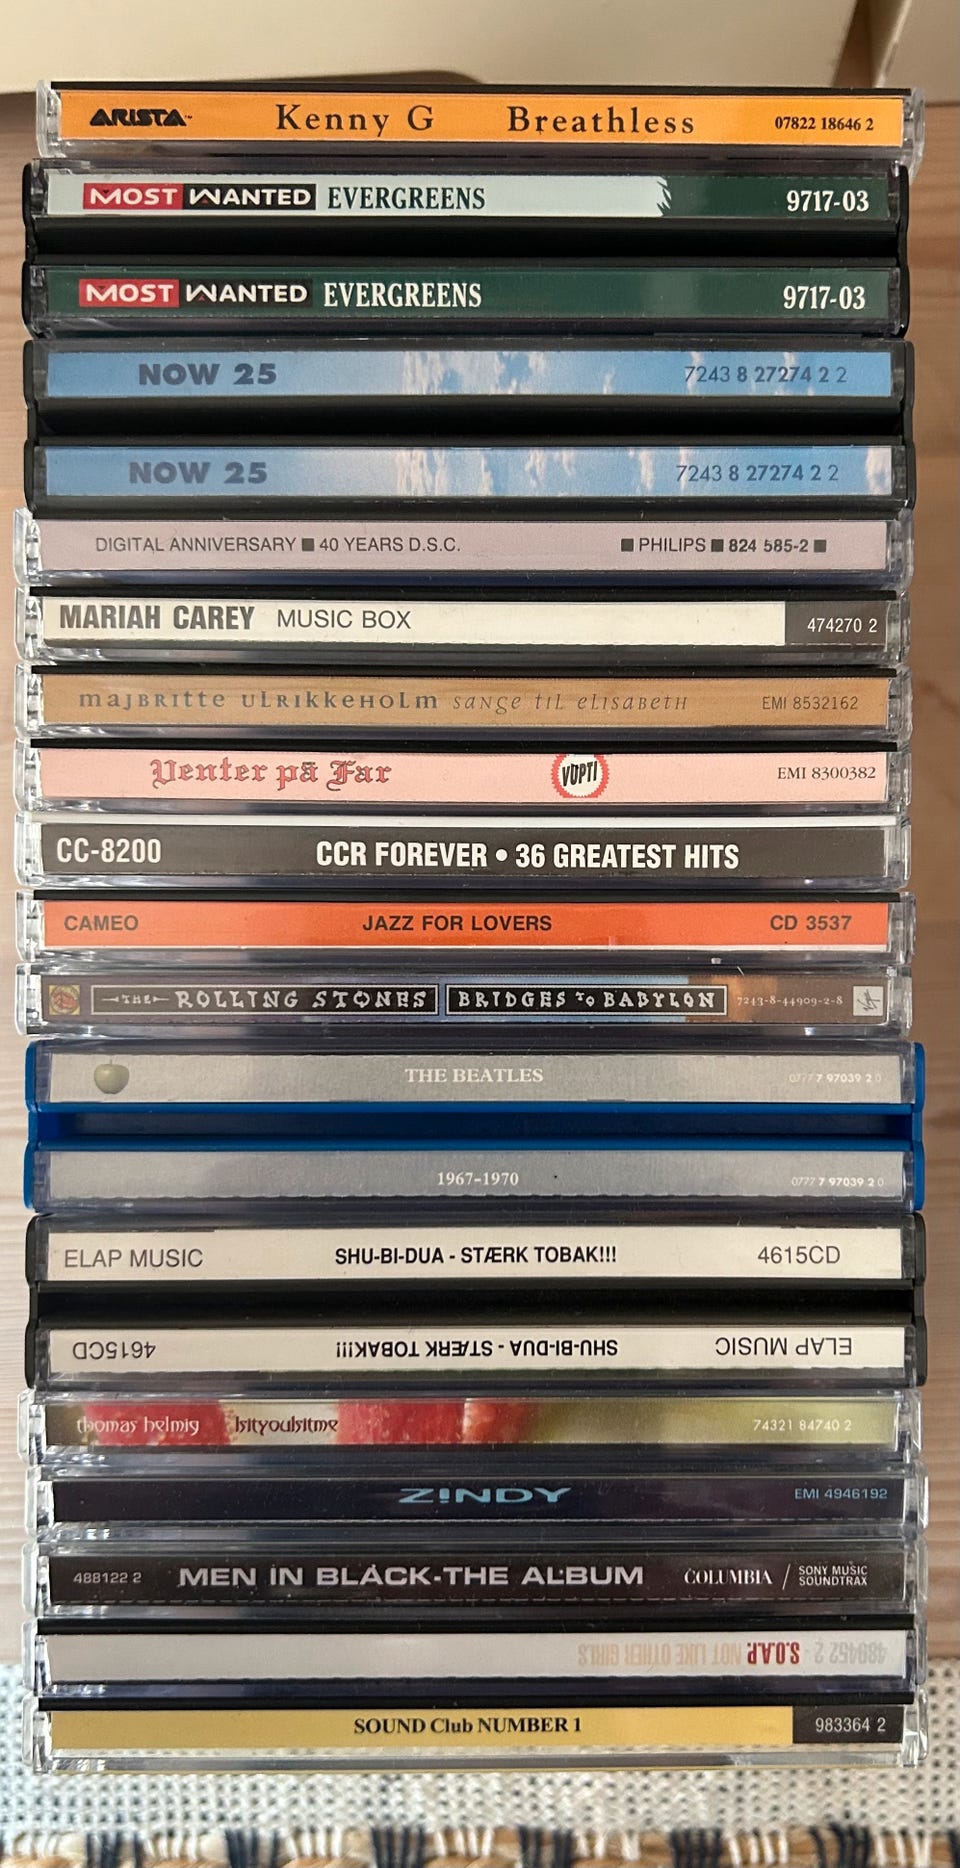 ARISTA™ Kenny G Breathless 07822 18646 2
MOST WANTED EVERGREENS 9717-03
MOST WANTED EVERGREENS 9717-03
NOW 25 7243 8 27274 2 2
NOW 25 7243 8 27274 2 2
DIGITAL ANNIVERSARY ■ 40 YEARS D.S.C. ■ PHILIPS ■ 824 585-2 ■
MARIAH CAREY MUSIC BOX 474270 2
majbritte ulrikkeholm sange til elisabeth EMI 8532162
Venter på Far VUPTI EMI 8300382
CC-8200 CCR FOREVER • 36 GREATEST HITS
CAMEO JAZZ FOR LOVERS CD 3537
THE ROLLING STONES BRIDGES TO BABYLON 7243-8-44909-2-8
THE BEATLES 0777 7 97039 2 0
1967-1970 0777 7 97039 2 0
ELAP MUSIC SHU-BI-DUA - STÆRK TOBAK!!! 4615CD
ELAP MUSIC SHU-BI-DUA - STÆRK TOBAK!!! 4615CD
thomas helmig isityouisitme 74321 84740 2
Z!NDY EMI 4946192
488122 2 MEN IN BLACK-THE ALBUM COLUMBIA / SONY MUSIC SOUNDTRAX
489452 2 - S.O.A.P. NOT LIKE OTHER GIRLS
SOUND Club NUMBER 1 983364 2